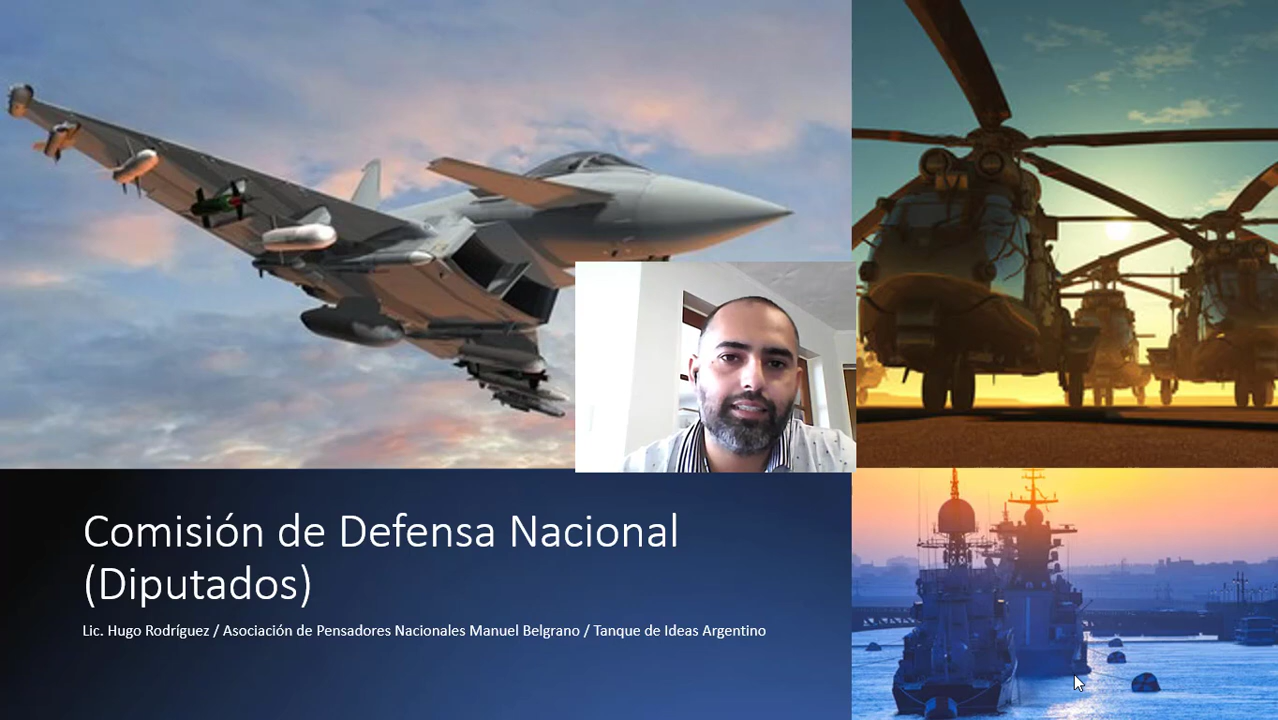 Comisión de Defensa Nacional
(Diputados)
Lic. Hugo Rodríguez / Asociación de Pensadores Nacionales Manuel Belgrano / Tanque de Ideas Argentino